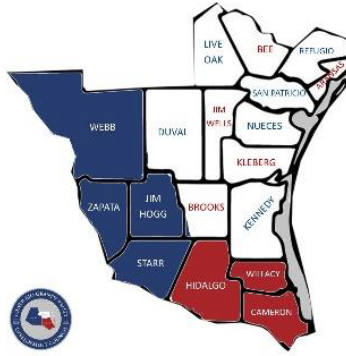 LIVE
OAK
BEE
REFUGIO
ARANSAS
SAN PATRICIO
WEBB
DUVAL
JIM
WELLS
NUECES
KLEBERG
ZAPATA
JIM
HOGG
BROOKS
KENNEDY
STARR
HIDALGO
WILLACY
CAMERON